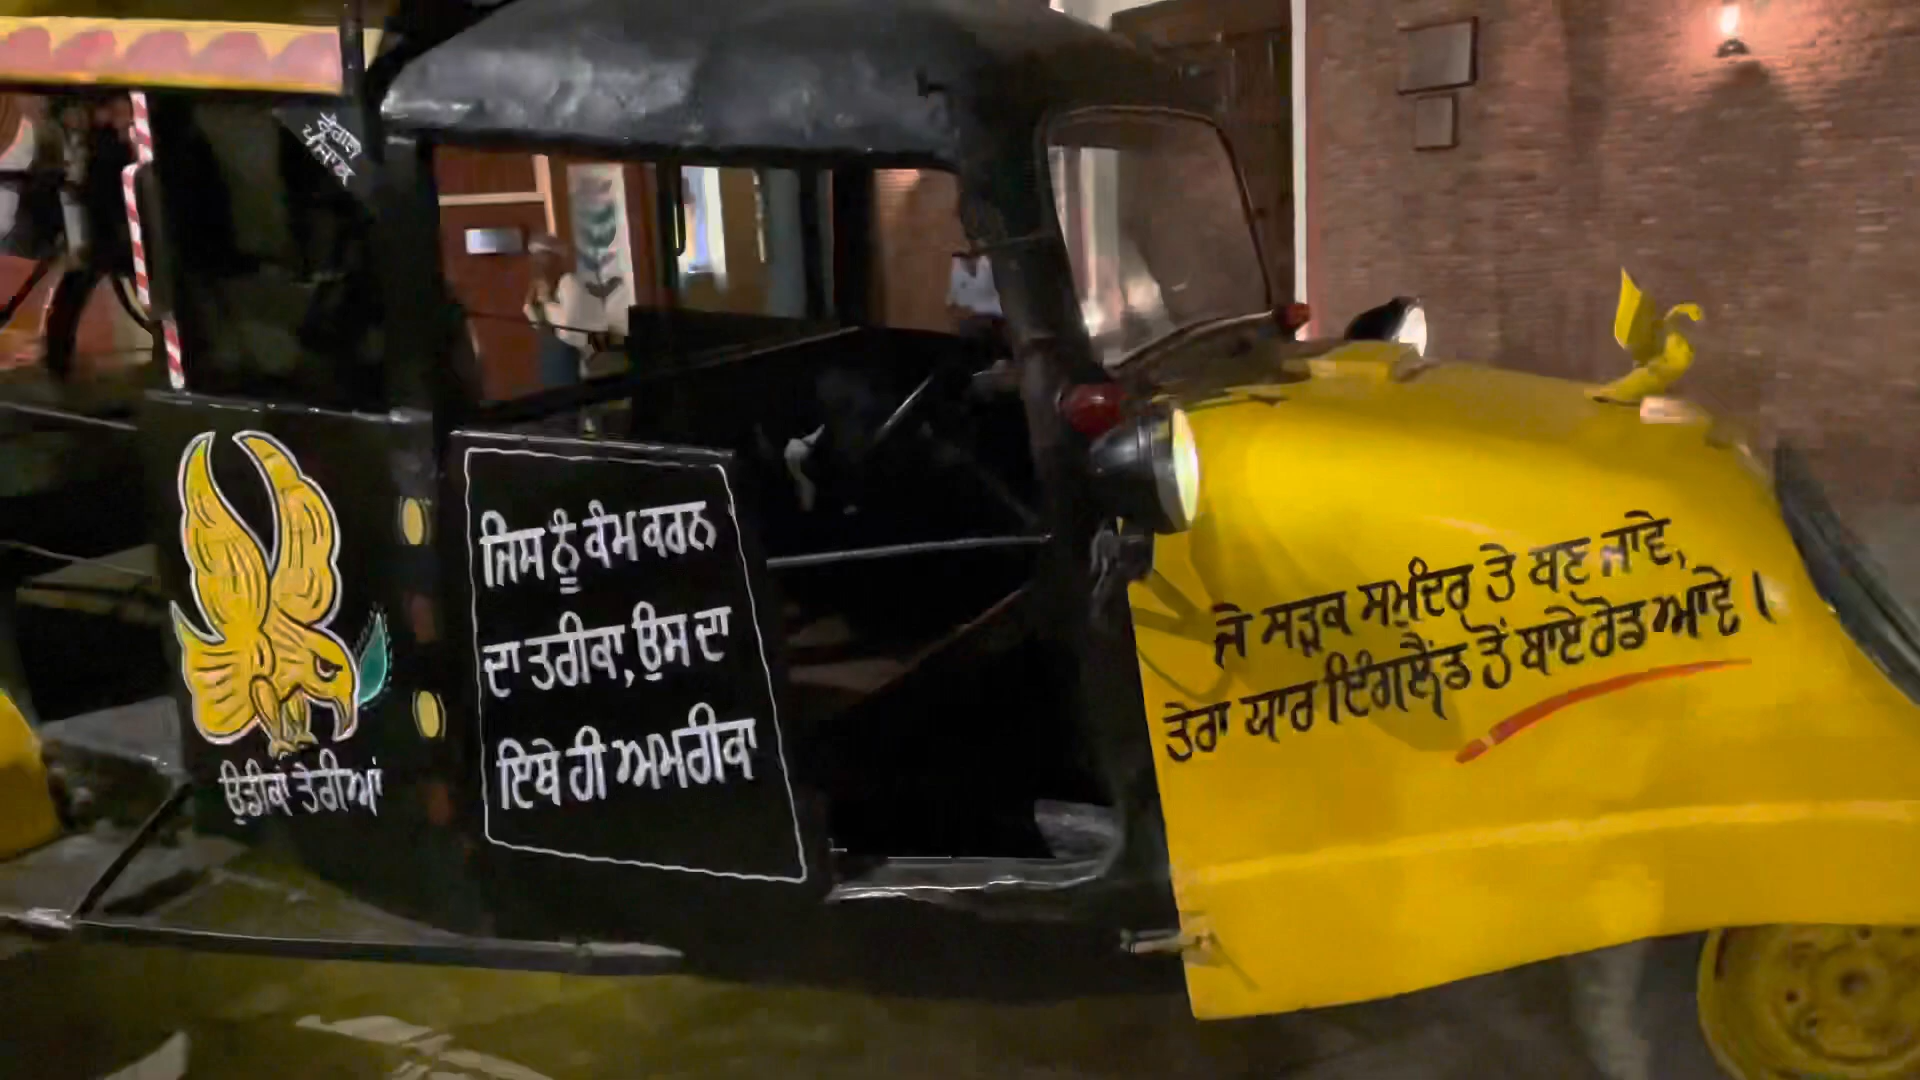 ਜਿਸ ਨੂੰ ਕੰਮ ਕਰਨ
ਦਾ ਤਰੀਕਾ, ਉਸ ਦਾ
ਇਥੇ ਹੀ ਅਮਰੀਕਾ
ਉਡੀਕਾਂ ਤੇਰੀਆਂ
ਜੇ ਸੜਕ ਸਮੁੰਦਰ ਤੇ ਬਣ ਜਾਵੇ,
ਤੇਰਾ ਯਾਰ ਇੰਗਲੈਂਡ ਤੋਂ ਬਾਏ ਰੋਡ ਆਵੇ ।